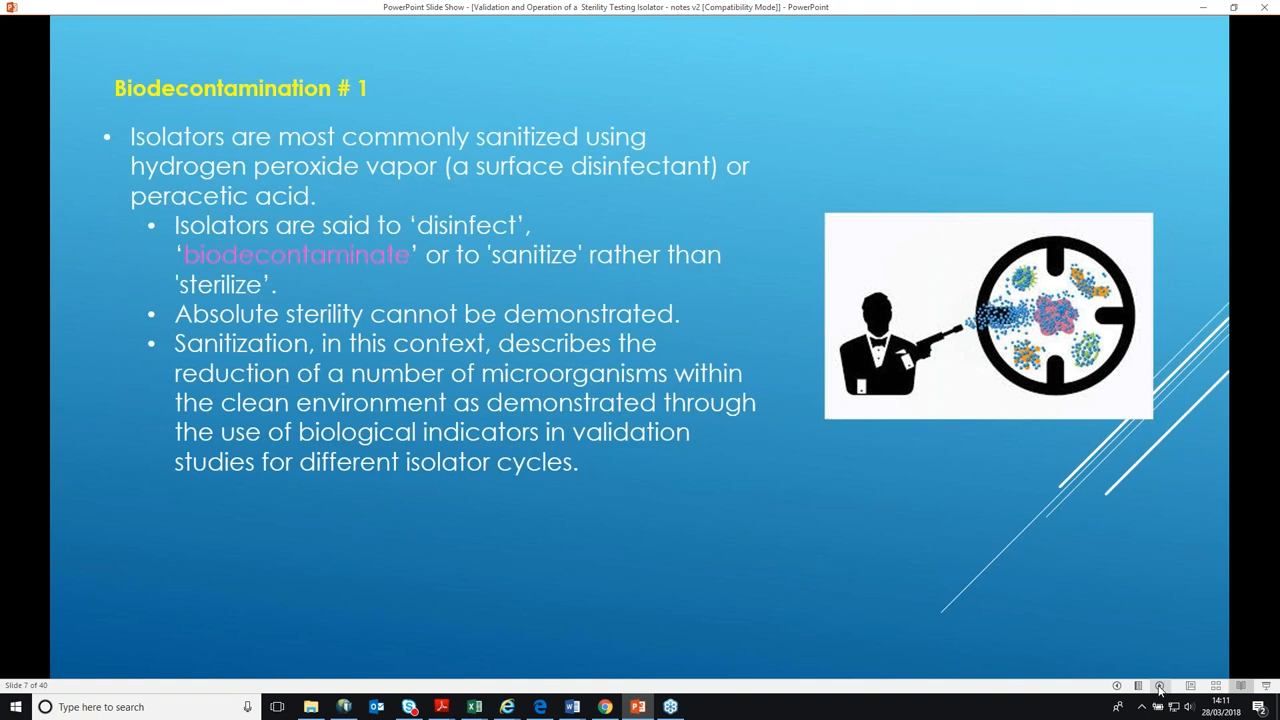 PowerPoint Slide Show - [Validation and Operation of a Sterility Testing Isolator - notes v2 [Compatibility Mode]] - PowerPoint
Biodecontamination # 1
• Isolators are most commonly sanitized using
hydrogen peroxide vapor (a surface disinfectant) or
peracetic acid.
• Isolators are said to ‘disinfect’,
‘biodecontaminate’ or to 'sanitize' rather than
'sterilize’.
• Absolute sterility cannot be demonstrated.
• Sanitization, in this context, describes the
reduction of a number of microorganisms within
the clean environment as demonstrated through
the use of biological indicators in validation
studies for different isolator cycles.
Slide 7 of 40
Type here to search
14:11
28/03/2018
2